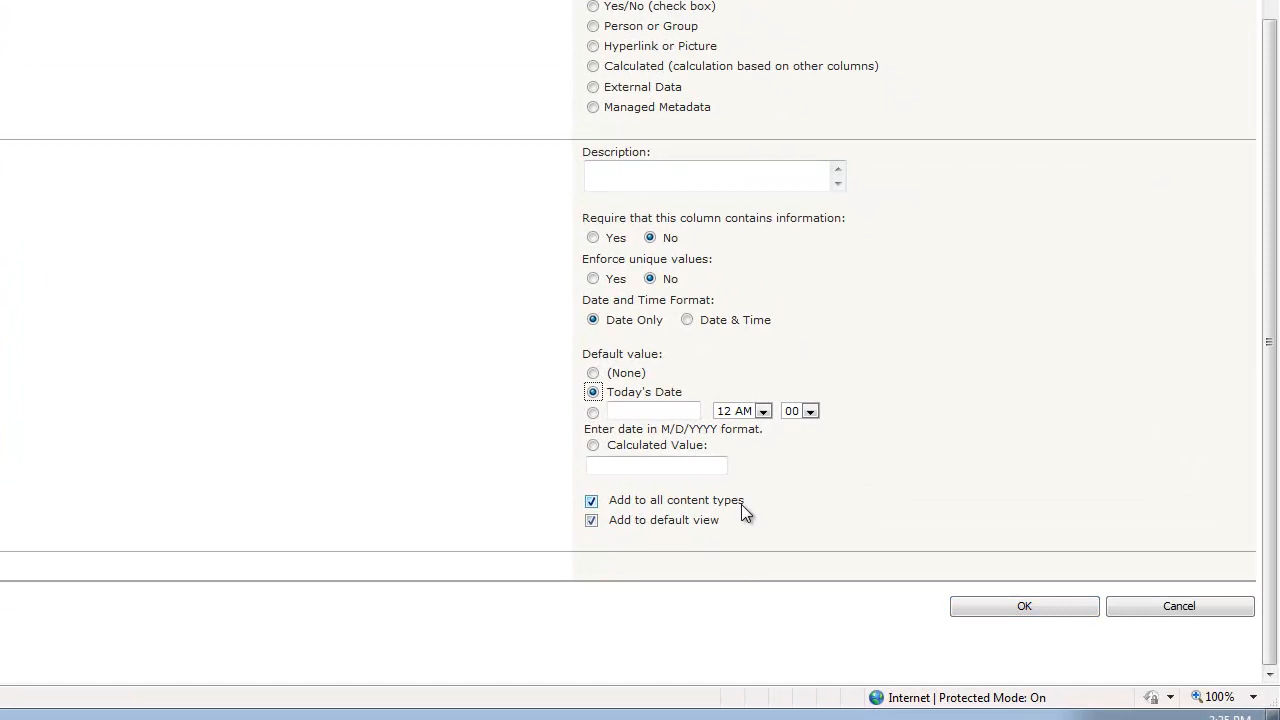 Yes/No (check box)
Person or Group
Hyperlink or Picture
Calculated (calculation based on other columns)
External Data
Managed Metadata
Description:
Require that this column contains information:
Yes No
Enforce unique values:
Yes No
Date and Time Format:
Date Only Date & Time
Default value:
(None)
Today's Date
12 AM 00
Enter date in M/D/YYYY format.
Calculated Value:
Add to all content types
Add to default view
OK Cancel
Internet | Protected Mode: On 100%
2:25 PM